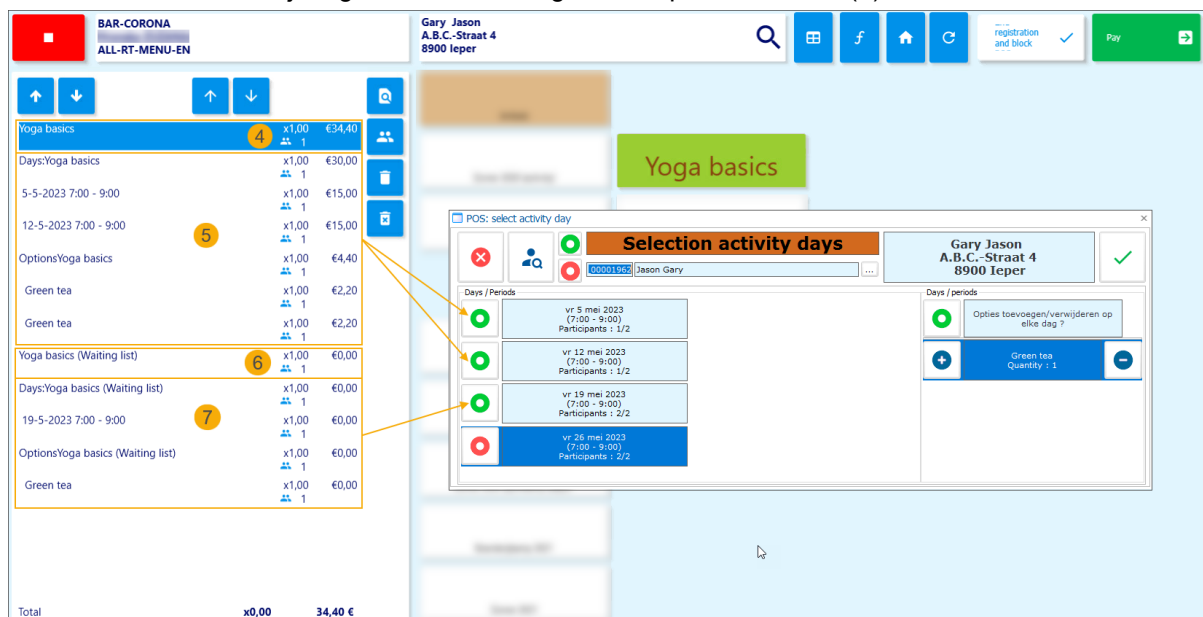 BAR-CORONA
ALL-RT-MENU-EN
Gary Jason
A.B.C.-Straat 4
8900 Ieper
registration
and block
Pay
Yoga basics x1,00 €34,40
4
1
Days:Yoga basics x1,00 €30,00
1
5-5-2023 7:00 - 9:00 x1,00 €15,00
1
12-5-2023 7:00 - 9:00 x1,00 €15,00
5
1
OptionsYoga basics x1,00 €4,40
1
Green tea x1,00 €2,20
1
Green tea x1,00 €2,20
1
Yoga basics (Waiting list) x1,00 €0,00
6
1
Days:Yoga basics (Waiting list) x1,00 €0,00
1
19-5-2023 7:00 - 9:00 x1,00 €0,00
7
1
OptionsYoga basics (Waiting list) x1,00 €0,00
1
Green tea x1,00 €0,00
1
Total x0,00 34,40 €
Yoga basics
POS: select activity day
Selection activity days
00001962 Jason Gary ...
Gary Jason
A.B.C.-Straat 4
8900 Ieper
Days / Periods
vr 5 mei 2023
(7:00 - 9:00)
Participants : 1/2
vr 12 mei 2023
(7:00 - 9:00)
Participants : 1/2
vr 19 mei 2023
(7:00 - 9:00)
Participants : 2/2
vr 26 mei 2023
(7:00 - 9:00)
Participants : 2/2
Days / periods
Opties toevoegen/verwijderen op
elke dag ?
Green tea
Quantity : 1